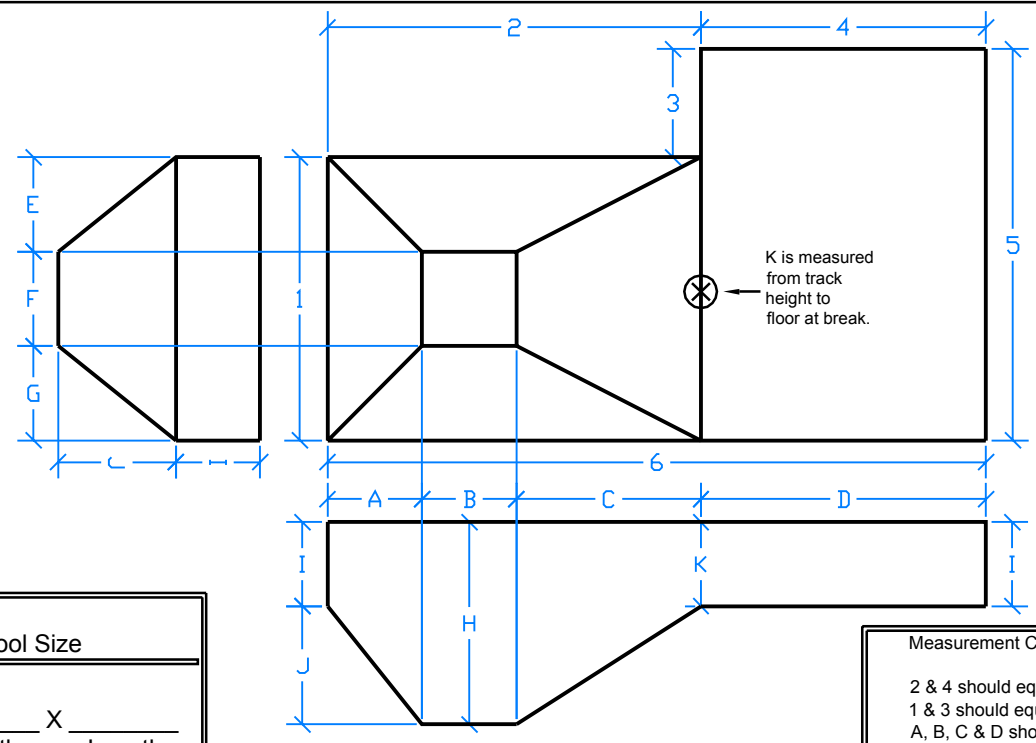 2
4
3
E
F
G
1
5
K is measured
from track
height to
floor at break.
J
I
6
A
B
C
D
I
K
I
H
J
ool Size
X
Measurement C
2 & 4 should eq
1 & 3 should equ
A, B, C & D sho